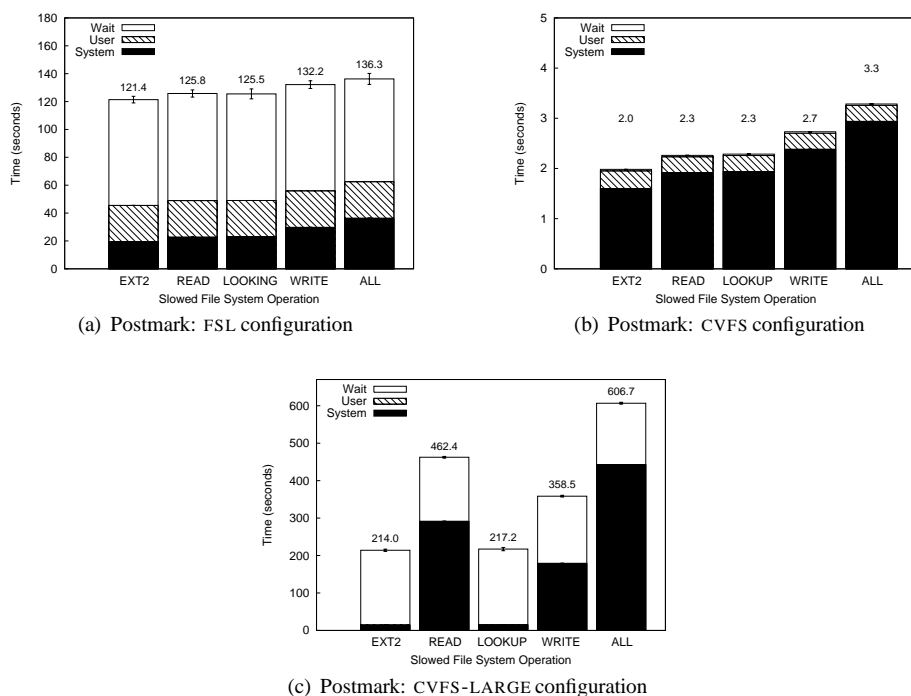 180
160
140
120
100
80
60
40
20
0
Time (seconds)
Wait
User
System
121.4
125.8
125.5
132.2
136.3
EXT2 READ LOOKING WRITE ALL
Slowed File System Operation
(a) Postmark: FSL configuration
5
4
3
2
1
0
Time (seconds)
Wait
User
System
2.0
2.3
2.3
2.7
3.3
EXT2 READ LOOKUP WRITE ALL
Slowed File System Operation
(b) Postmark: CVFS configuration
600
500
400
300
200
100
0
Time (seconds)
Wait
User
System
214.0
462.4
217.2
358.5
606.7
EXT2 READ LOOKUP WRITE ALL
Slowed File System Operation
(c) Postmark: CVFS-LARGE configuration